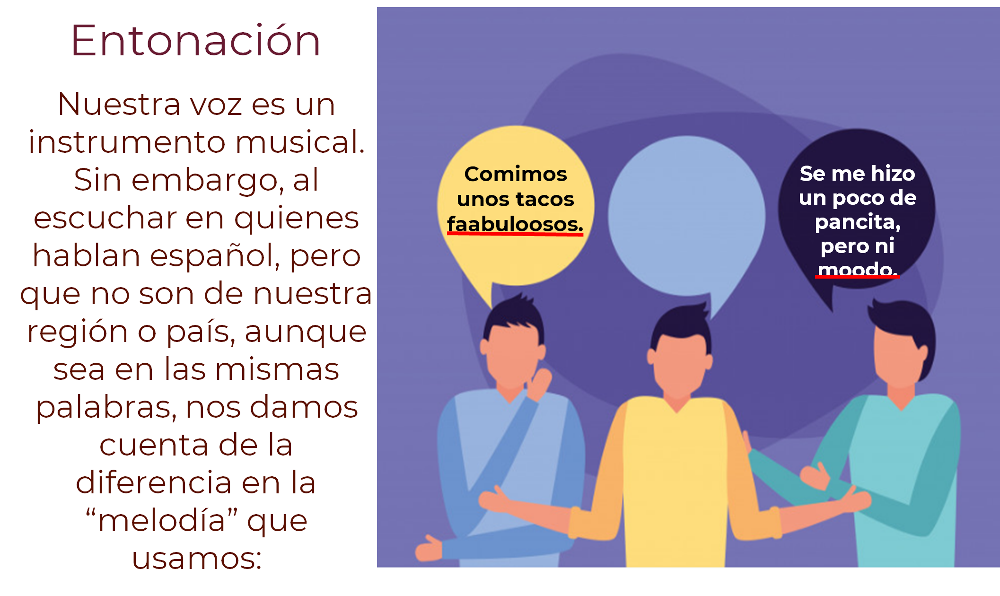 Entonación
Nuestra voz es un
instrumento musical.
Sin embargo, al
escuchar en quienes
hablan español, pero
que no son de nuestra
región o país, aunque
sea en las mismas
palabras, nos damos
cuenta de la
diferencia en la
“melodía” que
usamos:
Comimos
unos tacos
faabuloosos.
Se me hizo
un poco de
pancita,
pero ni
moodo.